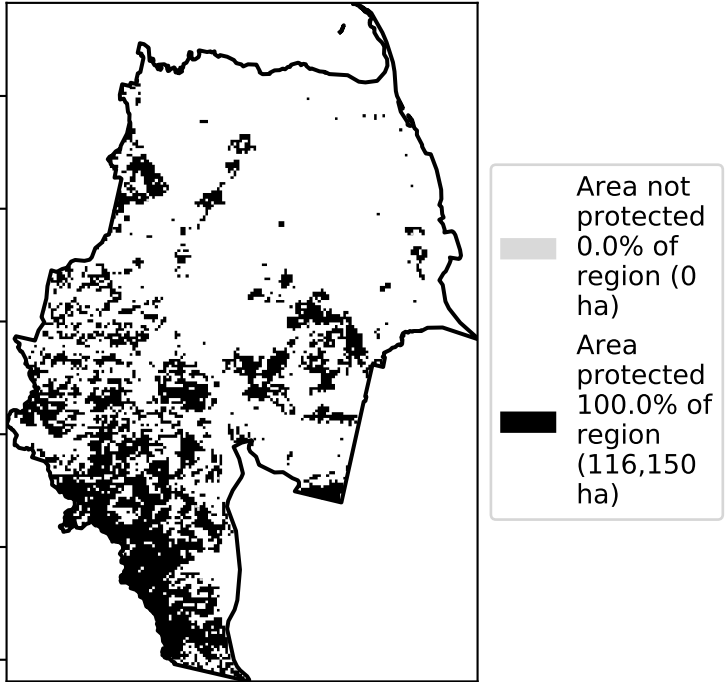 Area not
protected
0.0% of
region (0
ha)
Area
protected
100.0% of
region
(116,150
ha)